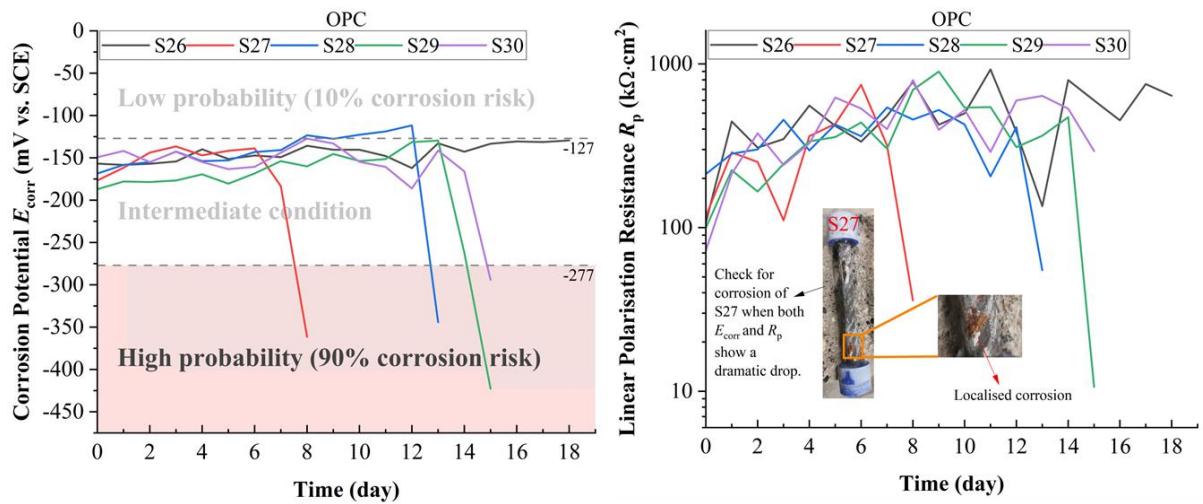 OPC
S26 S27 S28 S29 S30
Corrosion Potential Ecorr (mV vs. SCE)
0
-50
-100
-150
-200
-250
-300
-350
-400
-450
Low probability (10% corrosion risk)
-127
Intermediate condition
-277
High probability (90% corrosion risk)
0 2 4 6 8 10 12 14 16 18
Time (day)
OPC
S26 S27 S28 S29 S30
Linear Polarisation Resistance Rp (kΩ·cm²)
1000
100
10
S27
Check for
corrosion of
S27 when both
Ecorr and Rp
show a
dramatic drop.
Localised corrosion
0 2 4 6 8 10 12 14 16 18
Time (day)